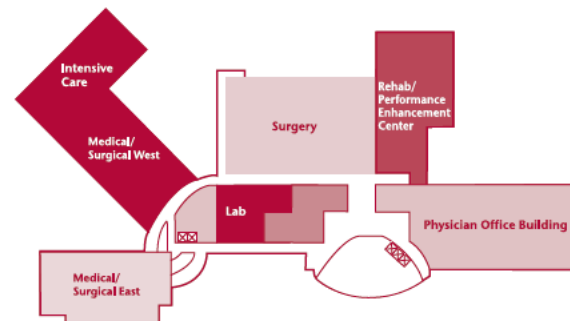 Intensive
Care
Medical/
Surgical West
Surgery
Rehab/
Performance
Enhancement
Center
Lab
Physician Office Building
Medical/
Surgical East